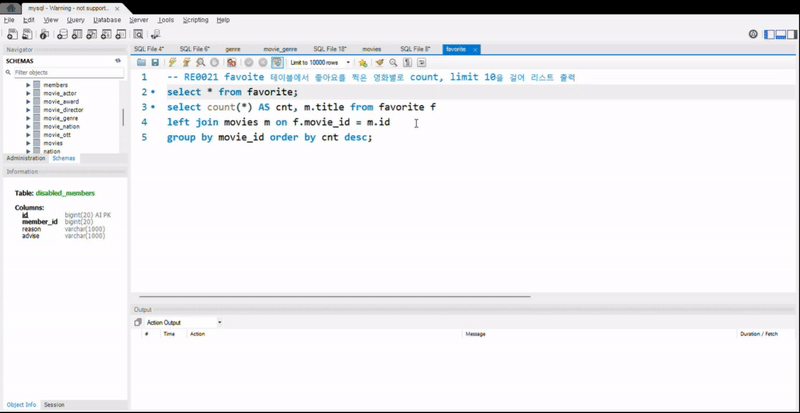 mysql - Warning - not support...
File Edit View Query Database Server Tools Scripting Help
Navigator
SCHEMAS
Filter objects
members
movie_actor
movie_award
movie_director
movie_genre
movie_nation
movie_ott
movies
nation
Administration Schemas
Information
Table: disabled_members
Columns:
id bigint(20) AI PK
member_id bigint(20)
reason varchar(1000)
advise varchar(1000)
Object Info Session
SQL File 4* SQL File 6* genre movie_genre SQL File 18* movies SQL File 8* favorite
Limit to 10000 rows
1 -- RE0021 favoite 테이블에서 좋아요를 찍은 영화별로 count, limit 10을 걸어 리스트 출력
2 select * from favorite;
3 select count(*) AS cnt, m.title from favorite f
4 left join movies m on f.movie_id = m.id
5 group by movie_id order by cnt desc;
Output
Action Output
# Time Action Message Duration / Fetch